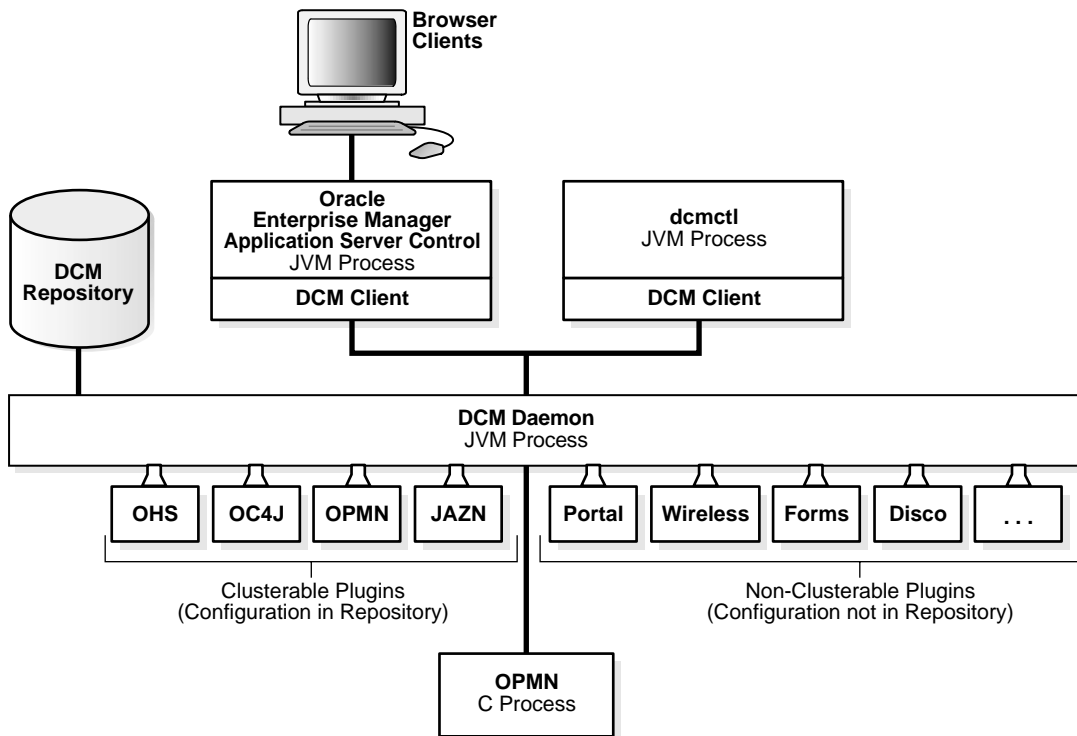 Browser
Clients
Oracle
Enterprise Manager
Application Server Control
JVM Process
DCM Client
dcmctl
JVM Process
DCM Client
DCM
Repository
DCM Daemon
JVM Process
OHS
OC4J
OPMN
JAZN
Portal
Wireless
Forms
Disco
. . .
Clusterable Plugins
(Configuration in Repository)
Non-Clusterable Plugins
(Configuration not in Repository)
OPMN
C Process